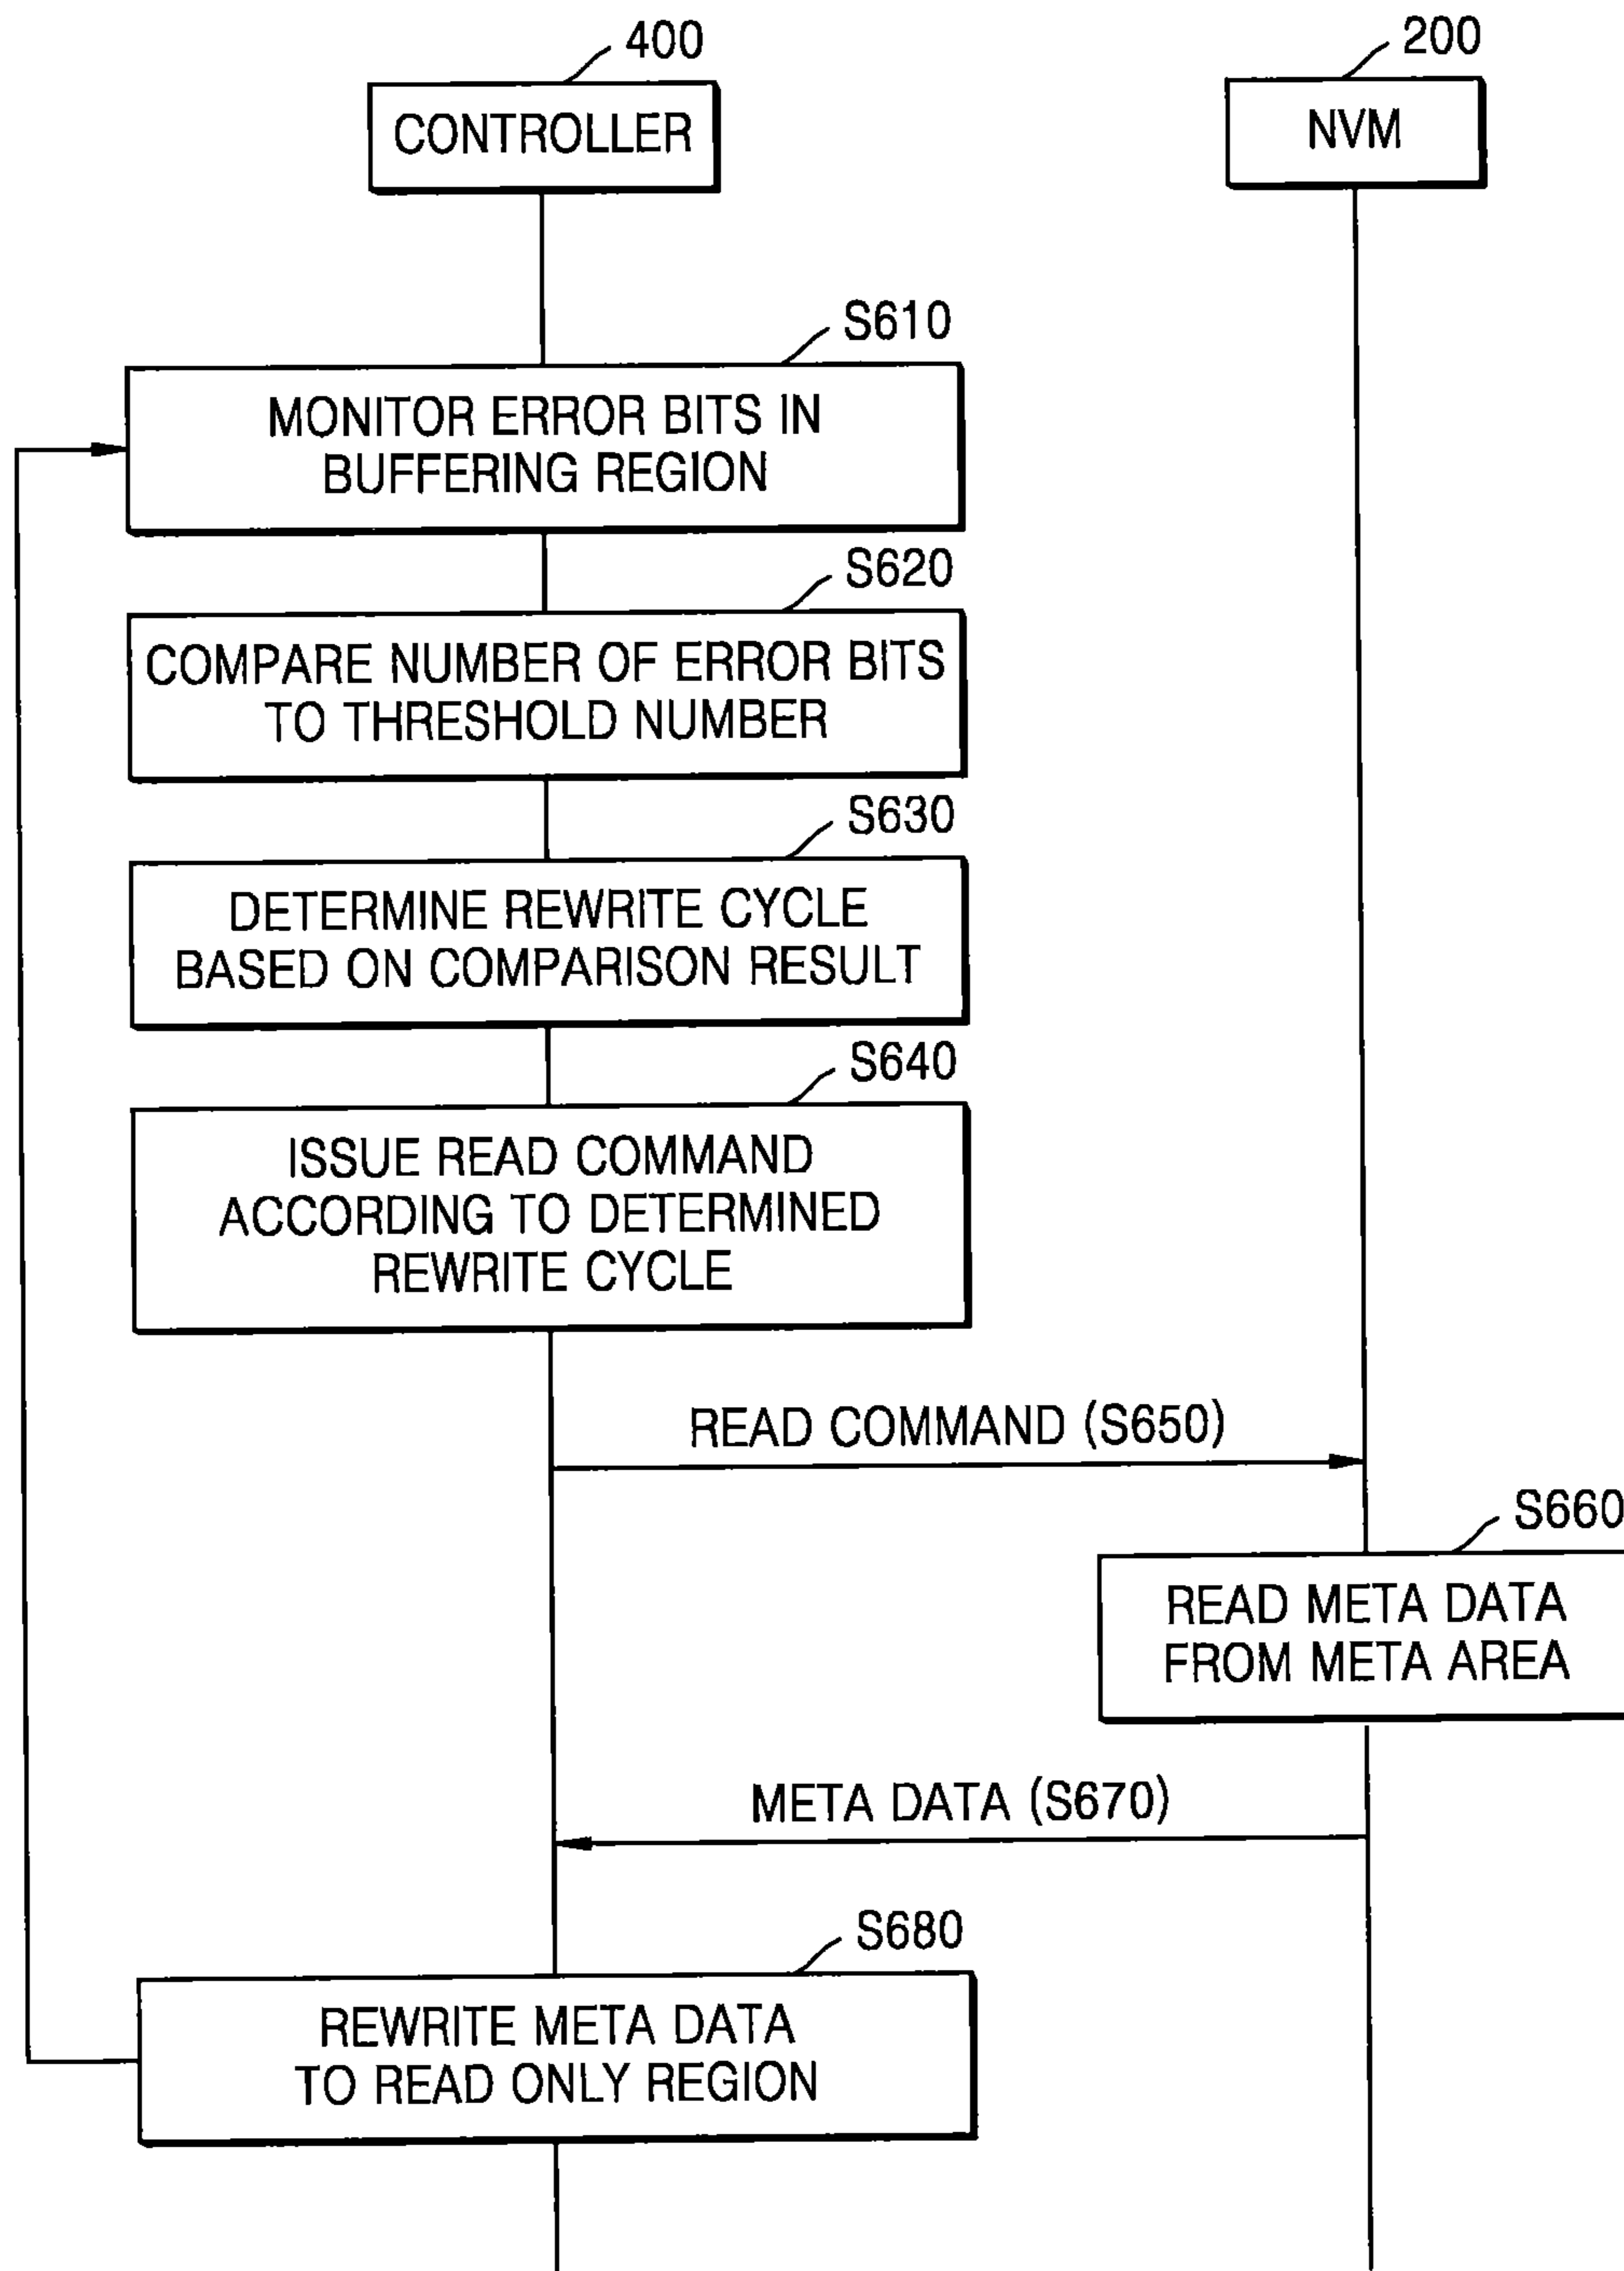 400
200
CONTROLLER
NVM
S610
MONITOR ERROR BITS IN
BUFFERING REGION
S620
COMPARE NUMBER OF ERROR BITS
TO THRESHOLD NUMBER
S630
DETERMINE REWRITE CYCLE
BASED ON COMPARISON RESULT
S640
ISSUE READ COMMAND
ACCORDING TO DETERMINED
REWRITE CYCLE
READ COMMAND (S650)
S660
READ META DATA
FROM META AREA
META DATA (S670)
S680
REWRITE META DATA
TO READ ONLY REGION